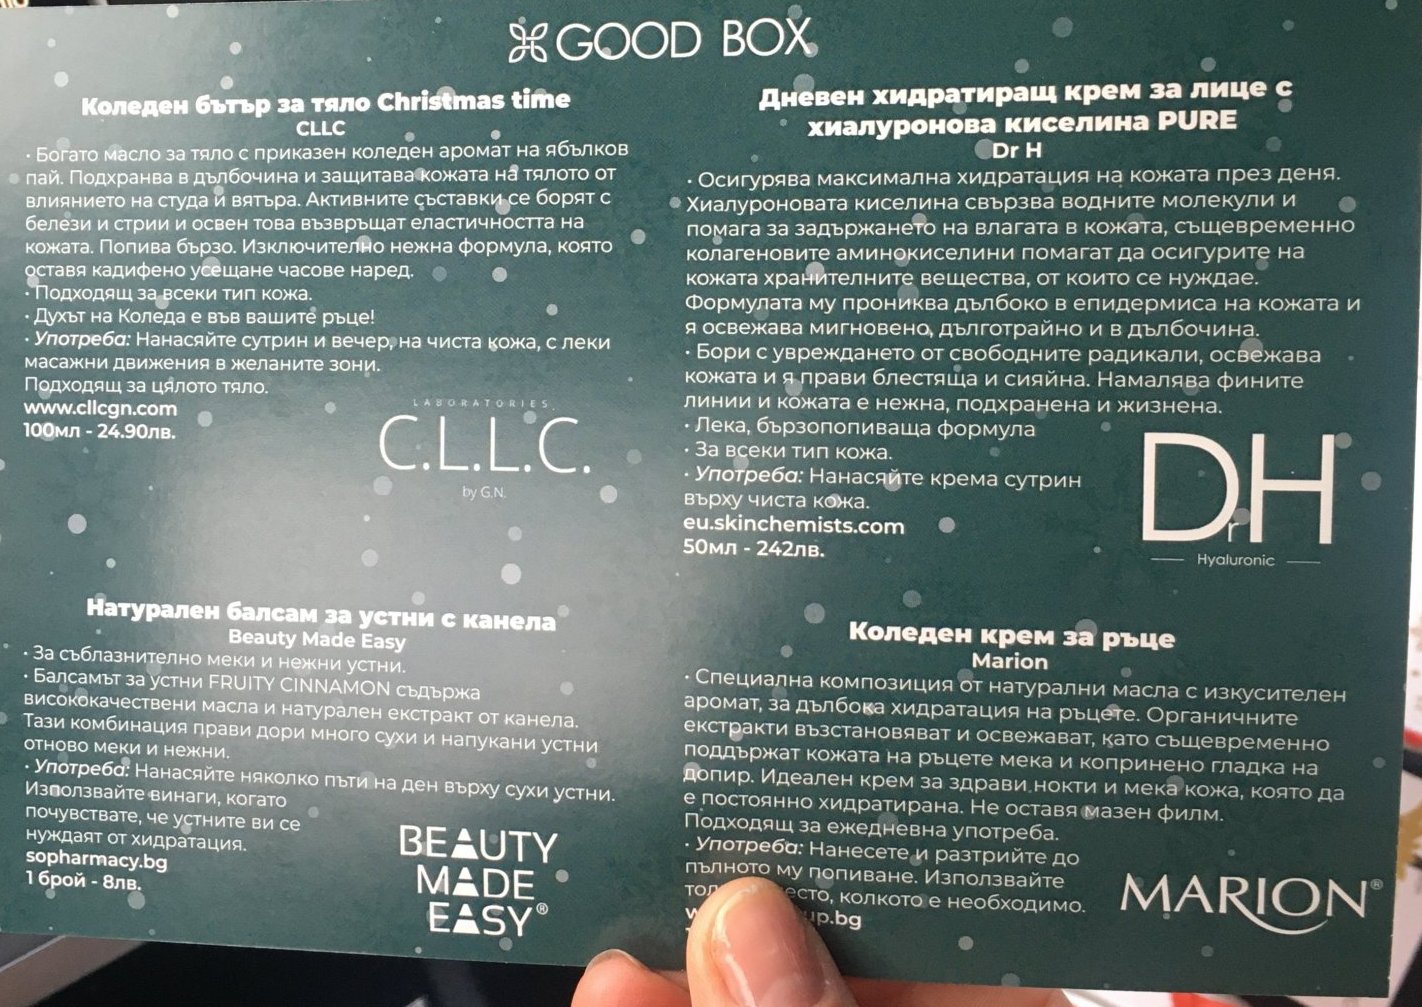 GOOD BOX
Коледен бътър за тяло Christmas time
CLLC
· Богато масло за тяло с приказен коледен аромат на ябълков
пай. Подхранва в дълбочина и защитава кожата на тялото от
влиянието на студа и вятъра. Активните съставки се борят с
белези и стрии и освен това възвръщат еластичността на
кожата. Попива бързо. Изключително нежна формула, която
оставя кадифено усещане часове наред.
· Подходящ за всеки тип кожа.
· Духът на Коледа е във вашите ръце!
· Употреба: Нанасяйте сутрин и вечер, на чиста кожа, с леки
масажни движения в желаните зони.
Подходящ за цялото тяло.
www.cllcgn.com
100мл - 24.90лв.
LABORATORIES.
C.L.L.C.
by G.N.
Дневен хидратиращ крем за лице с
хиалуронова киселина PURE
Dr H
· Осигурява максимална хидратация на кожата през деня.
Хиалуроновата киселина свързва водните молекули и
помага за задържането на влагата в кожата, същевременно
колагеновите аминокиселини помагат да осигурите на
кожата хранителните вещества, от които се нуждае.
Формулата му прониква дълбоко в епидермиса на кожата и
я освежава мигновено, дълготрайно и в дълбочина.
· Бори с увреждането от свободните радикали, освежава
кожата и я прави блестяща и сияйна. Намалява фините
линии и кожата е нежна, подхранена и жизнена.
· Лека, бързопопиваща формула
· За всеки тип кожа.
· Употреба: Нанасяйте крема сутрин
върху чиста кожа.
eu.skinchemists.com
50мл - 242лв.
DrH
Hyaluronic
Натурален балсам за устни с канела
Beauty Made Easy
· За съблазнително меки и нежни устни.
· Балсамът за устни FRUITY CINNAMON съдържа
висококачествени масла и натурален екстракт от канела.
Тази комбинация прави дори много сухи и напукани устни
отново меки и нежни.
· Употреба: Нанасяйте няколко пъти на ден върху сухи устни.
Използвайте винаги, когато
почувствате, че устните ви се
нуждаят от хидратация.
sopharmacy.bg
1 брой - 8лв.
BEAUTY
MADE
EASY®
Коледен крем за ръце
Marion
· Специална композиция от натурални масла с изкусителен
аромат, за дълбока хидратация на ръцете. Органичните
екстракти възстановяват и освежават, като същевременно
поддържат кожата на ръцете мека и копринено гладка на
допир. Идеален крем за здрави нокти и мека кожа, която да
е постоянно хидратирана. Не оставя мазен филм.
Подходящ за ежедневна употреба.
· Употреба: Нанесете и разтрийте до
пълното му попиване. Използвайте
колкото е необходимо.
MARION®